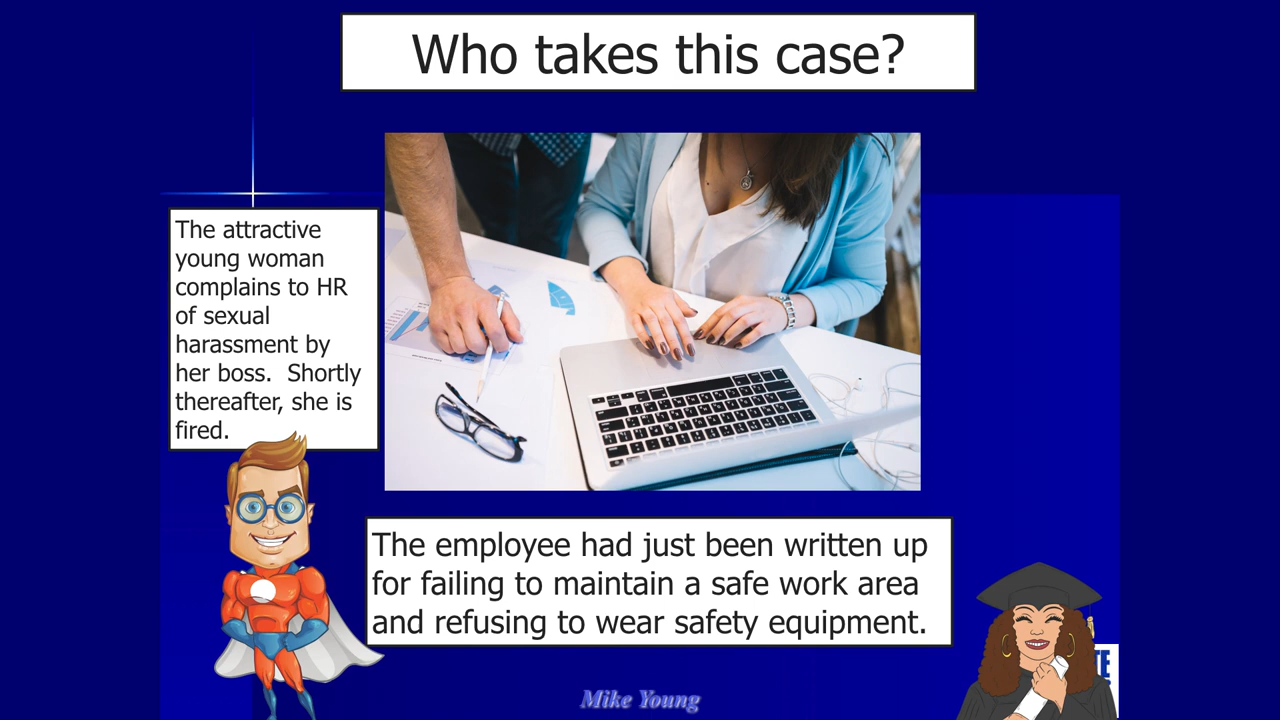 Who takes this case?
The attractive
young woman
complains to HR
of sexual
harassment by
her boss.  Shortly
thereafter, she is
fired.
The employee had just been written up
for failing to maintain a safe work area
and refusing to wear safety equipment.
TE
Mike Young